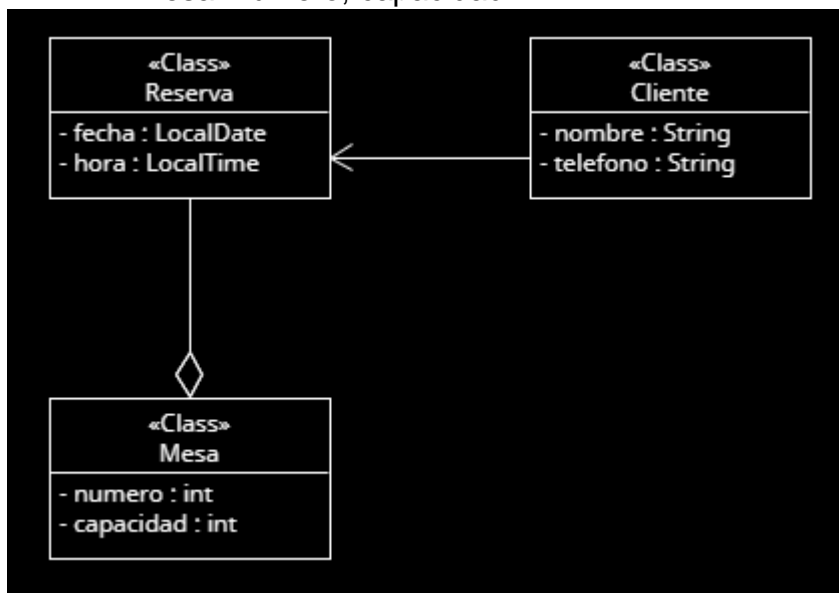 «Class»
Reserva
- fecha : LocalDate
- hora : LocalTime
«Class»
Cliente
- nombre : String
- telefono : String
«Class»
Mesa
- numero : int
- capacidad : int